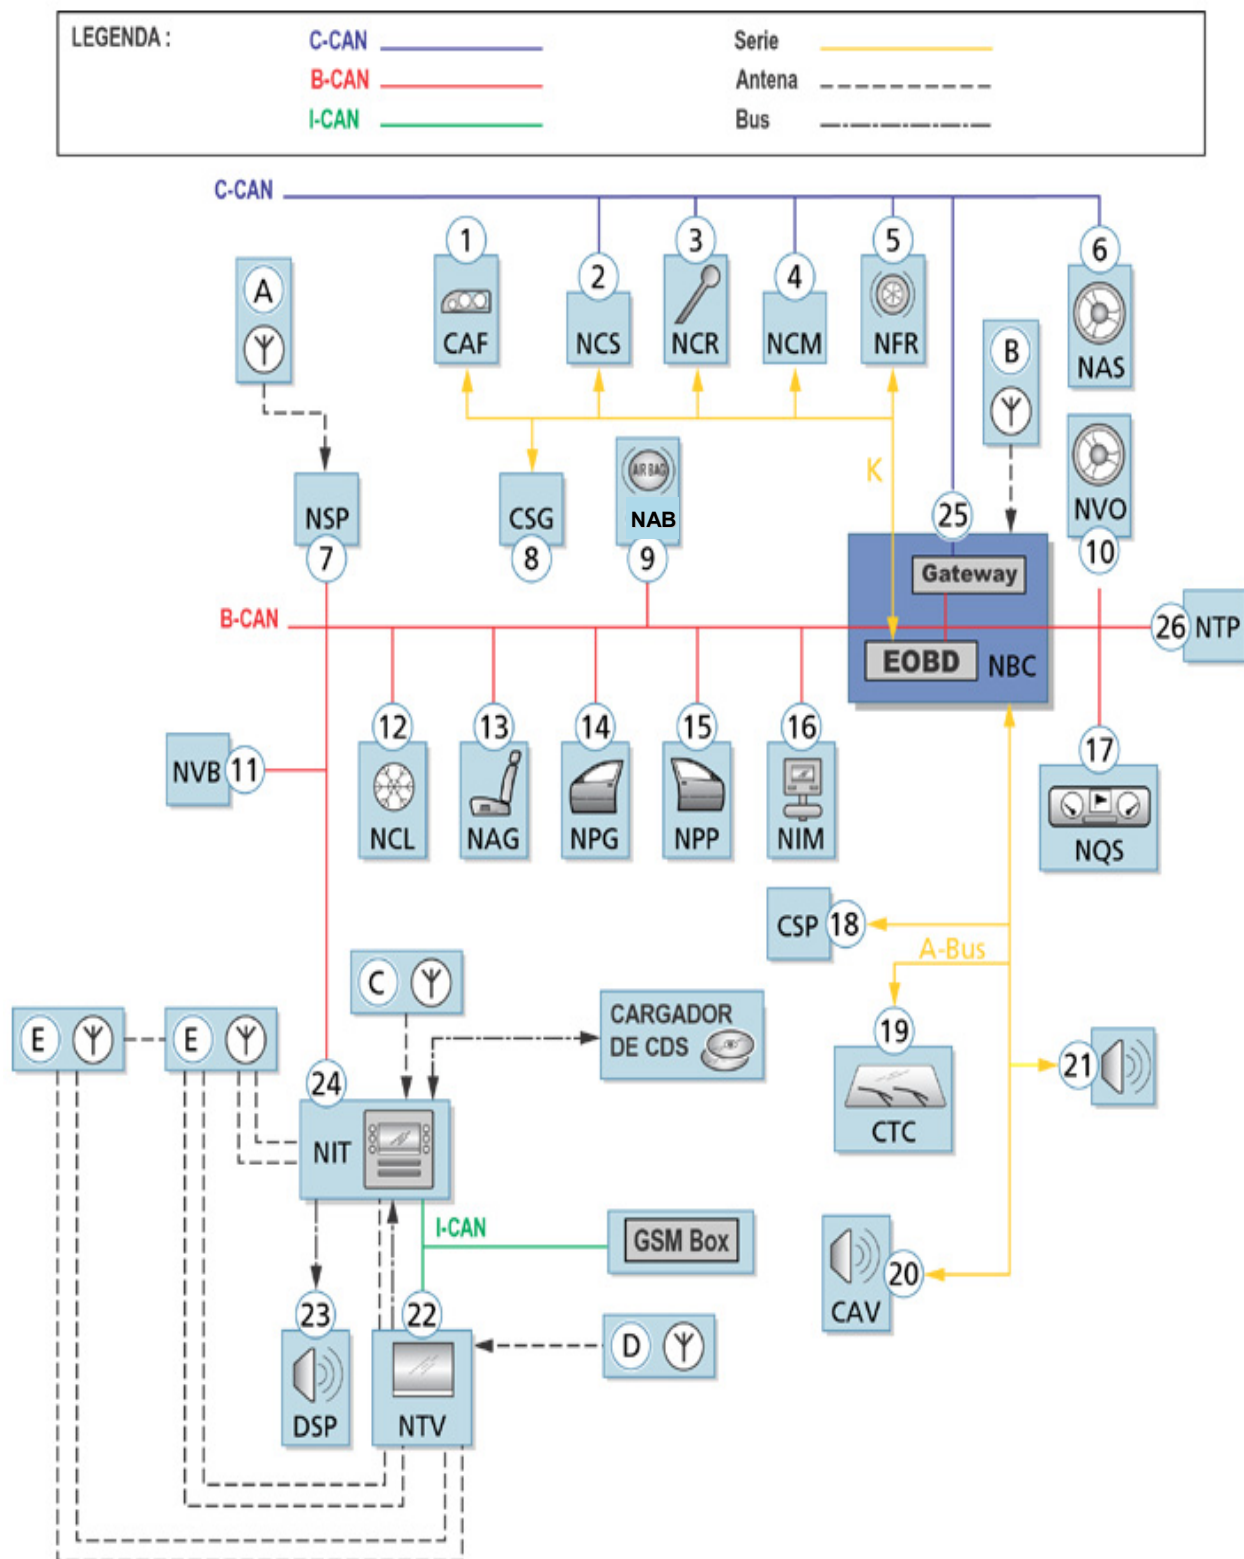 LEGENDA :
C-CAN
Serie
B-CAN
Antena
I-CAN
Bus
C-CAN
1
3
5
A
2
4
6
CAF
NCS
NCR
NCM
NFR
NAS
B
AIR BAG
K
NSP
CSG
NAB
25
NVO
7
8
9
10
Gateway
B-CAN
26
NTP
EOBD
NBC
12
13
14
15
16
17
NVB
11
NCL
NAG
NPG
NPP
NIM
NQS
CSP
18
A-Bus
C
CARGADOR
DE CDS
19
E
E
21
24
CTC
NIT
I-CAN
GSM Box
20
CAV
23
22
D
DSP
NTV